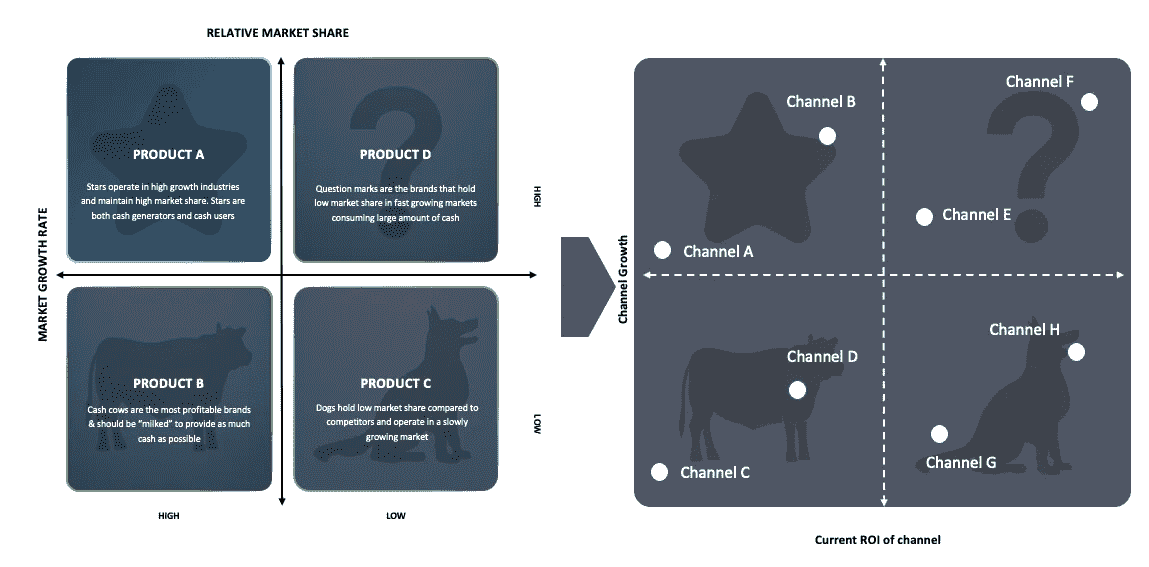 RELATIVE MARKET SHARE
MARKET GROWTH RATE
PRODUCT A
Stars operate in high growth industries
and maintain high market share. Stars are
both cash generators and cash users
PRODUCT D
Question marks are the brands that hold
low market share in fast growing markets
consuming large amount of cash
HIGH
PRODUCT B
Cash cows are the most profitable brands
& should be “milked” to provide as much
cash as possible
PRODUCT C
Dogs hold low market share compared to
competitors and operate in a slowly
growing market
LOW
HIGH
LOW
Channel Growth
Channel F
Channel B
Channel E
Channel A
Channel H
Channel D
Channel G
Channel C
Current ROI of channel